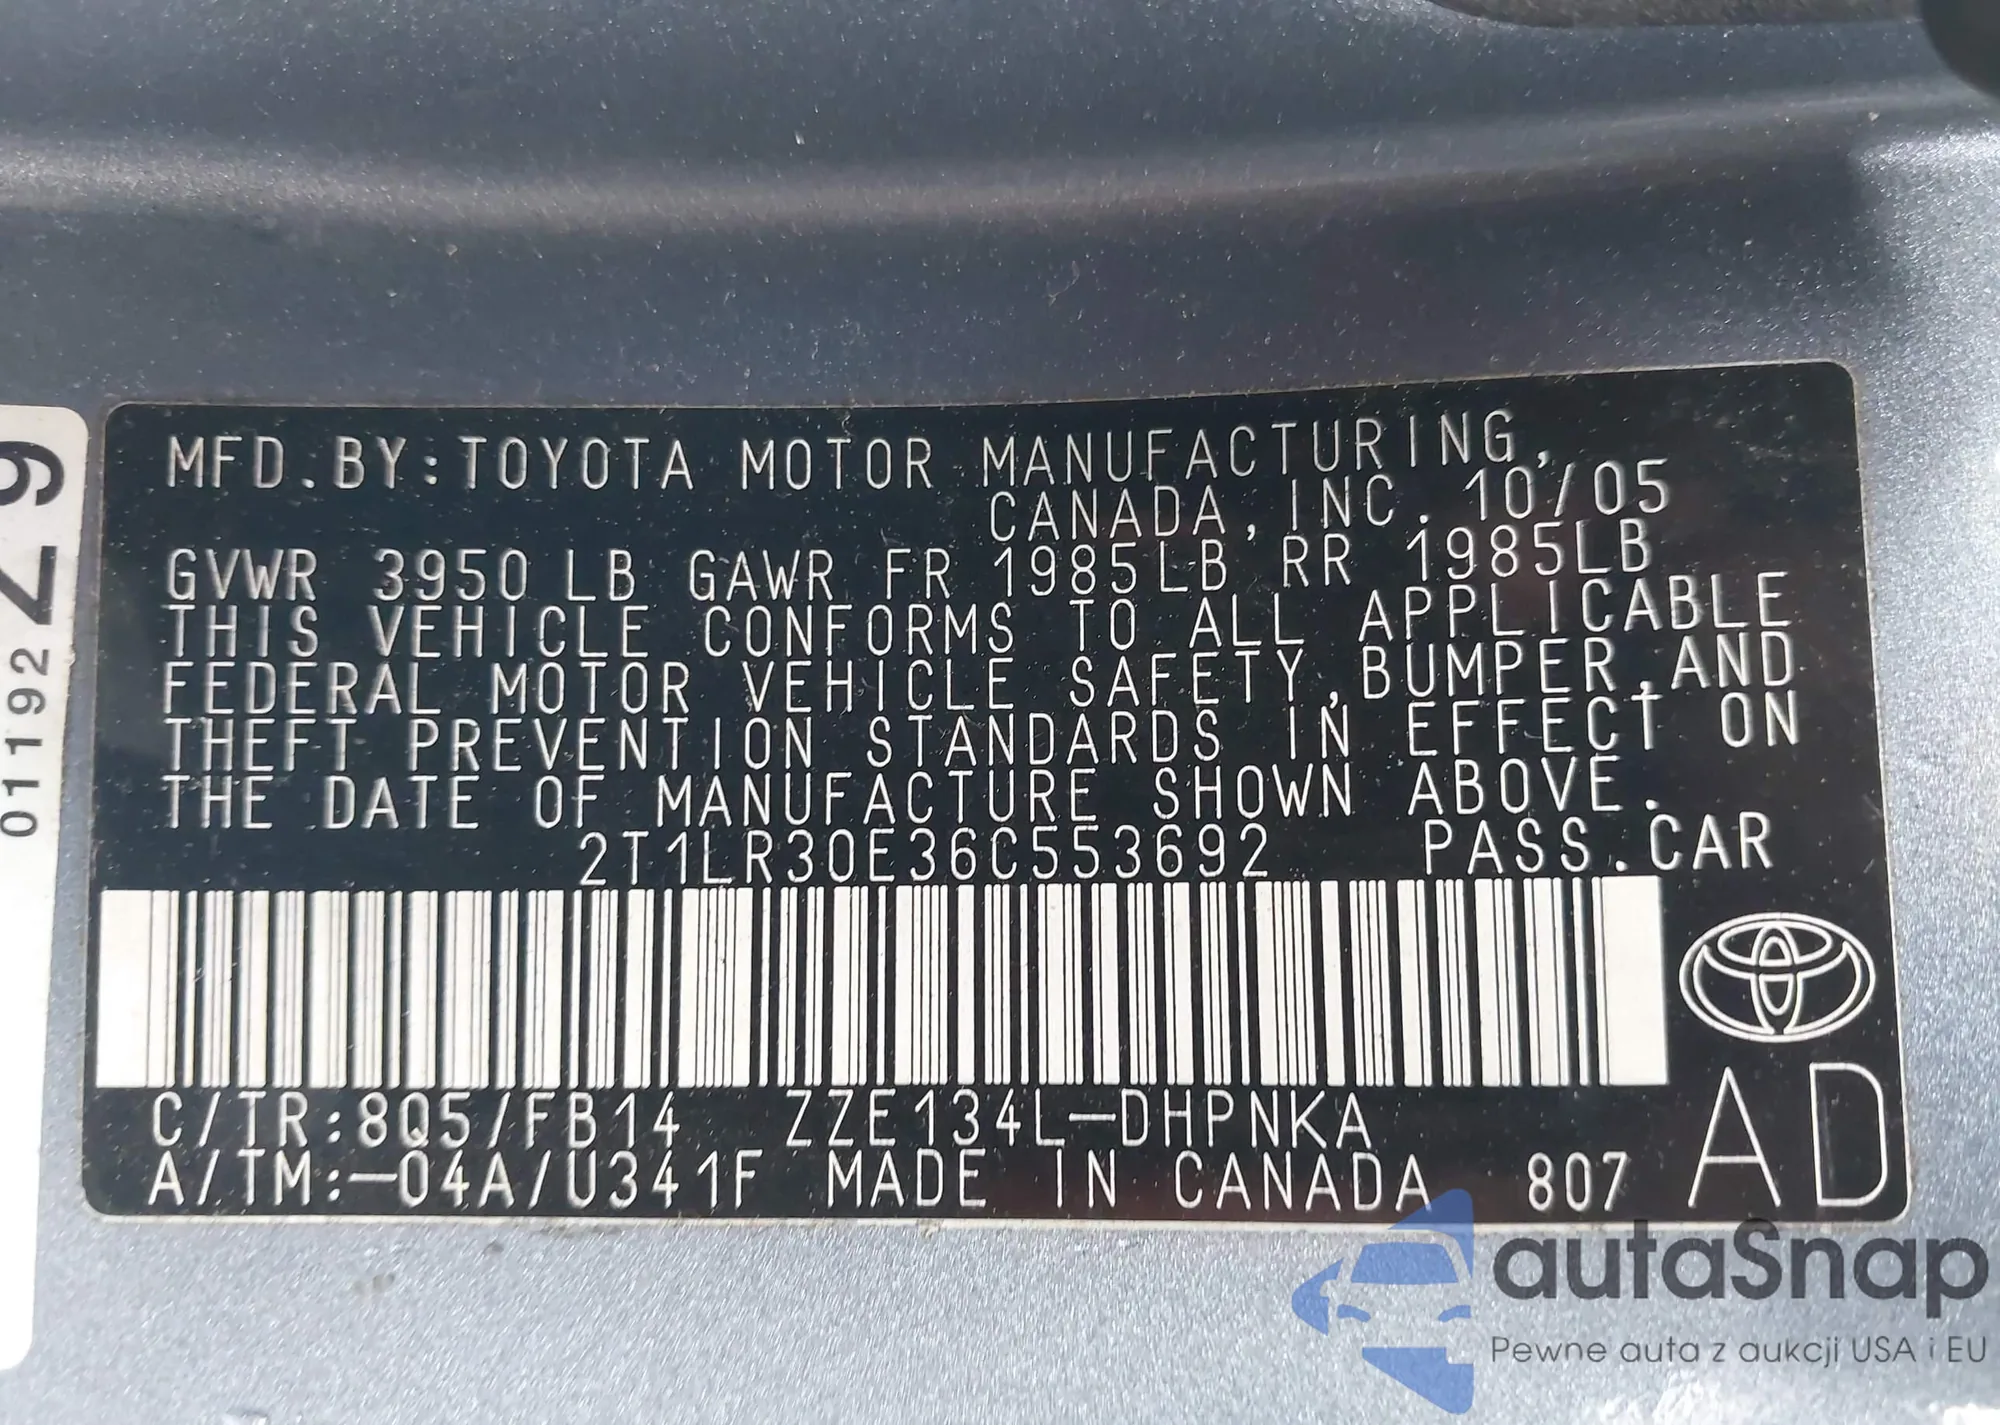 MFD.BY:TOYOTA MOTOR MANUFACTURING,
CANADA,INC. 10/05
GVWR 3950 LB GAWR FR 1985LB RR 1985LB
THIS VEHICLE CONFORMS TO ALL APPLICABLE
FEDERAL MOTOR VEHICLE SAFETY,BUMPER,AND
THEFT PREVENTION STANDARDS IN EFFECT ON
THE DATE OF MANUFACTURE SHOWN ABOVE.
2T1LR30E36C553692 PASS.CAR
C/TR:8Q5/FB14 ZZE134L-DHPNKA
A/TM:-04A/U341F MADE IN CANADA 807
AD
01192
autaSnap
Pewne auta z aukcji USA i EU